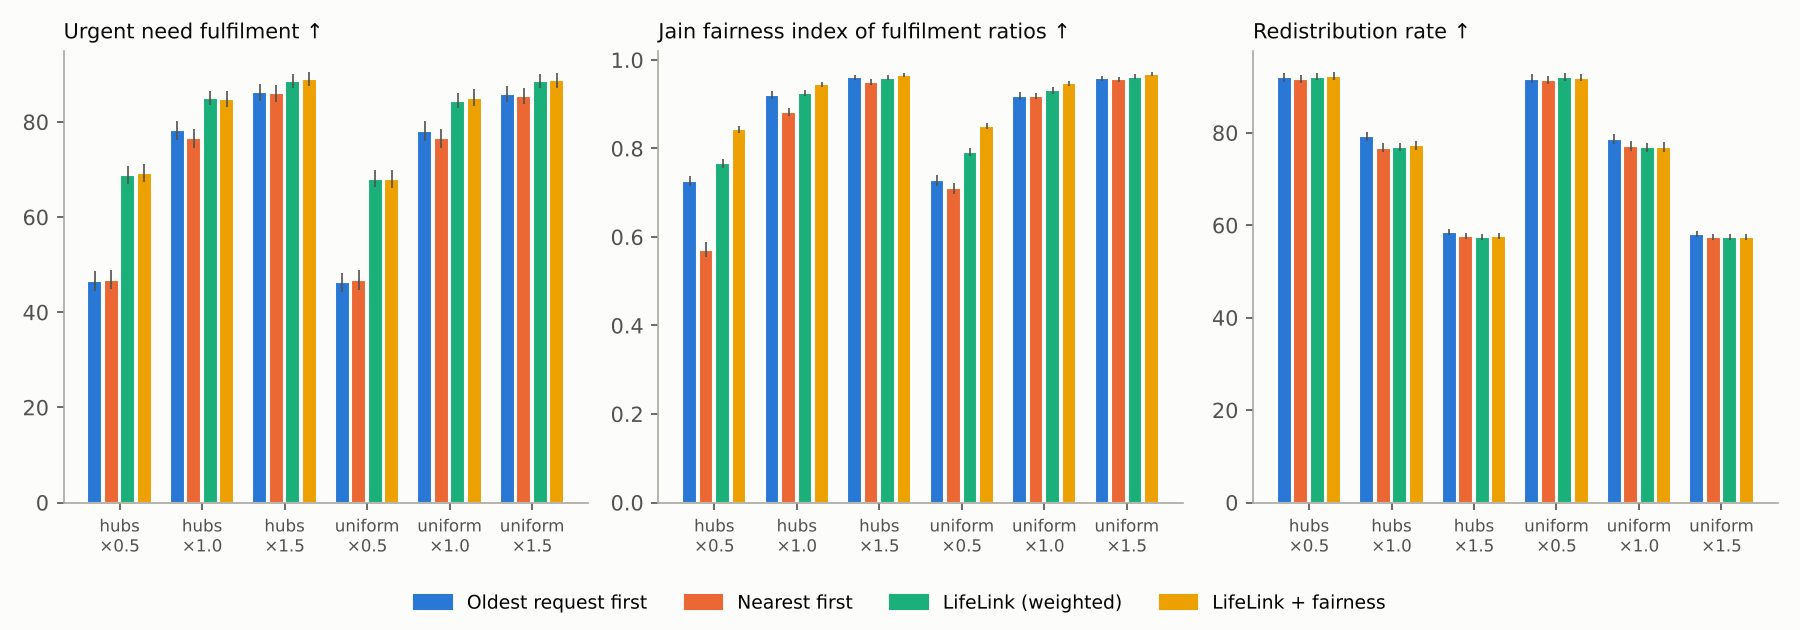 Urgent need fulfilment ↑
80
60
40
20
0
hubs ×0.5
hubs ×1.0
hubs ×1.5
uniform ×0.5
uniform ×1.0
uniform ×1.5
Jain fairness index of fulfilment ratios ↑
1.0
0.8
0.6
0.4
0.2
0.0
hubs ×0.5
hubs ×1.0
hubs ×1.5
uniform ×0.5
uniform ×1.0
uniform ×1.5
Redistribution rate ↑
80
60
40
20
0
hubs ×0.5
hubs ×1.0
hubs ×1.5
uniform ×0.5
uniform ×1.0
uniform ×1.5
Oldest request first
Nearest first
LifeLink (weighted)
LifeLink + fairness